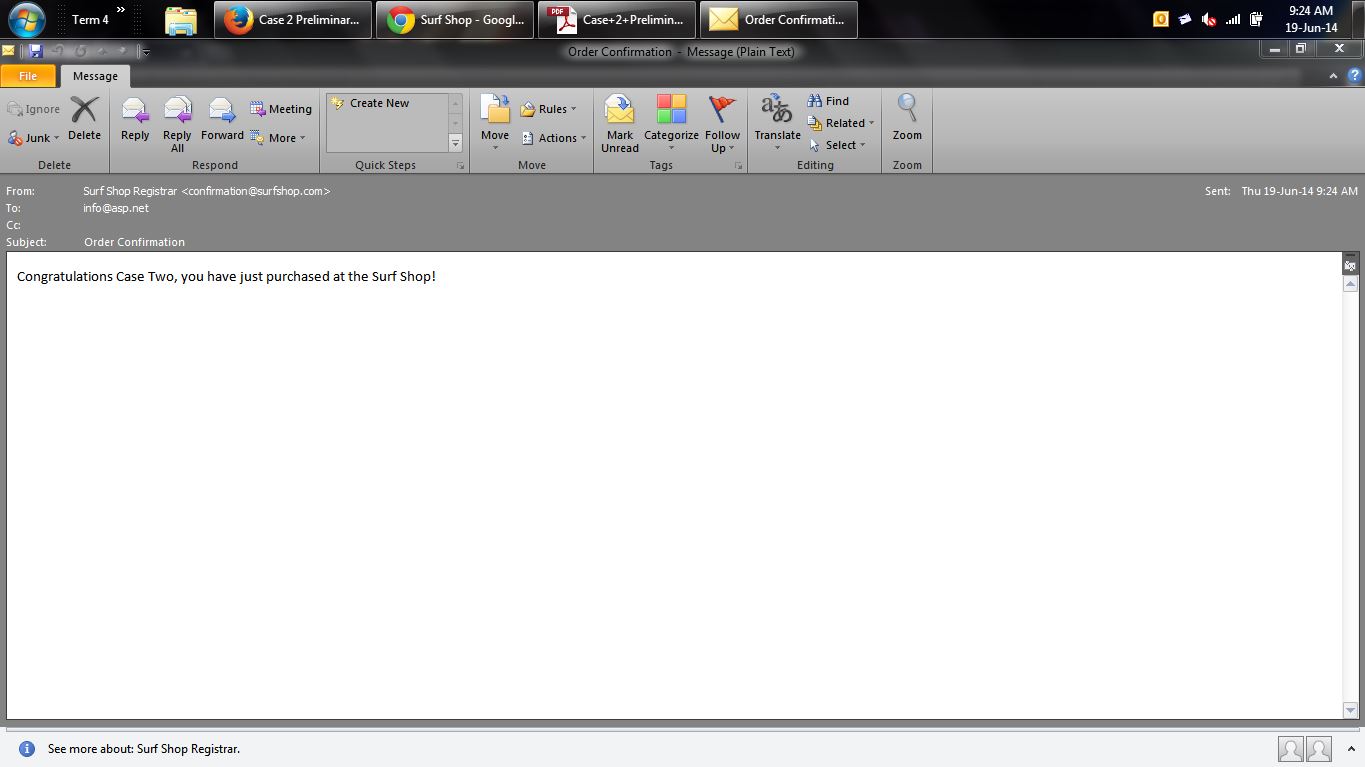 Term 4 »
Case 2 Preliminar...
Surf Shop - Googl...
PDF
Case+2+Prelimin...
Order Confirmati...
9:24 AM
19-Jun-14
Order Confirmation - Message (Plain Text)
File Message
Ignore
Junk
Delete
Delete
Reply
Reply All
Forward
Meeting
More
Respond
Create New
Quick Steps
Move
Rules
Actions
Move
Mark Unread
Categorize
Follow Up
Tags
Translate
Find
Related
Select
Editing
Zoom
Zoom
From: Surf Shop Registrar <confirmation@surfshop.com> Sent: Thu 19-Jun-14 9:24 AM
To: info@asp.net
Cc:
Subject: Order Confirmation
Congratulations Case Two, you have just purchased at the Surf Shop!
See more about: Surf Shop Registrar.